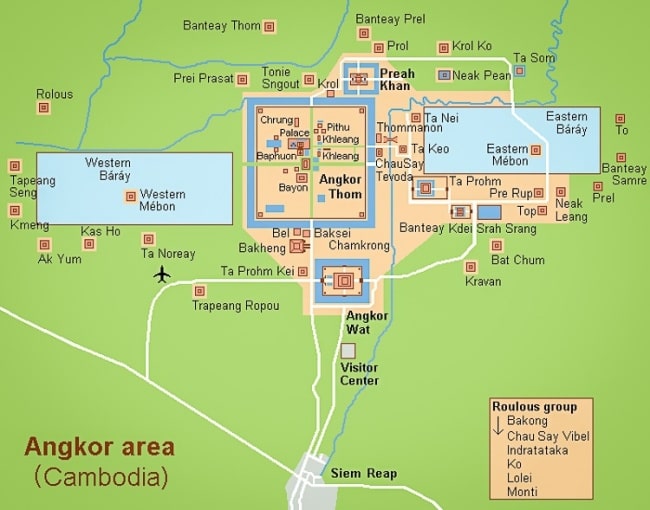 Banteay Prel
Banteay Thom
Prol
Krol Ko
Ta Som
Tonie
Sngout
Prei Prasat
Krol
Preah
Khan
Neak Pean
Rolous
Chrung
Pithu
Palace
Khleang
Baphuon
Khleang
Bayon
Angkor
Thom
Thommanon
Ta Nei
Ta Keo
ChauSay
Tevoda
Eastern
Báráy
Eastern
Mébon
To
Banteay
Samre
Western
Báráy
Western
Mébon
Tapeang
Seng
Kmeng
Ta Prohm
Pre Rup
Prel
Neak
Leang
Top
Banteay Kdei
Srah Srang
Kas Ho
Ak Yum
Ta Noreay
Bel
Baksei
Chamkrong
Bakheng
Bat Chum
Kravan
Ta Prohm Kei
Trapeang Ropou
Angkor
Wat
Visitor
Center
Angkor area
(Cambodia)
Siem Reap
Roulous group
↓ Bakong
Chau Say Vibel
Indratataka
Ko
Lolei
Monti